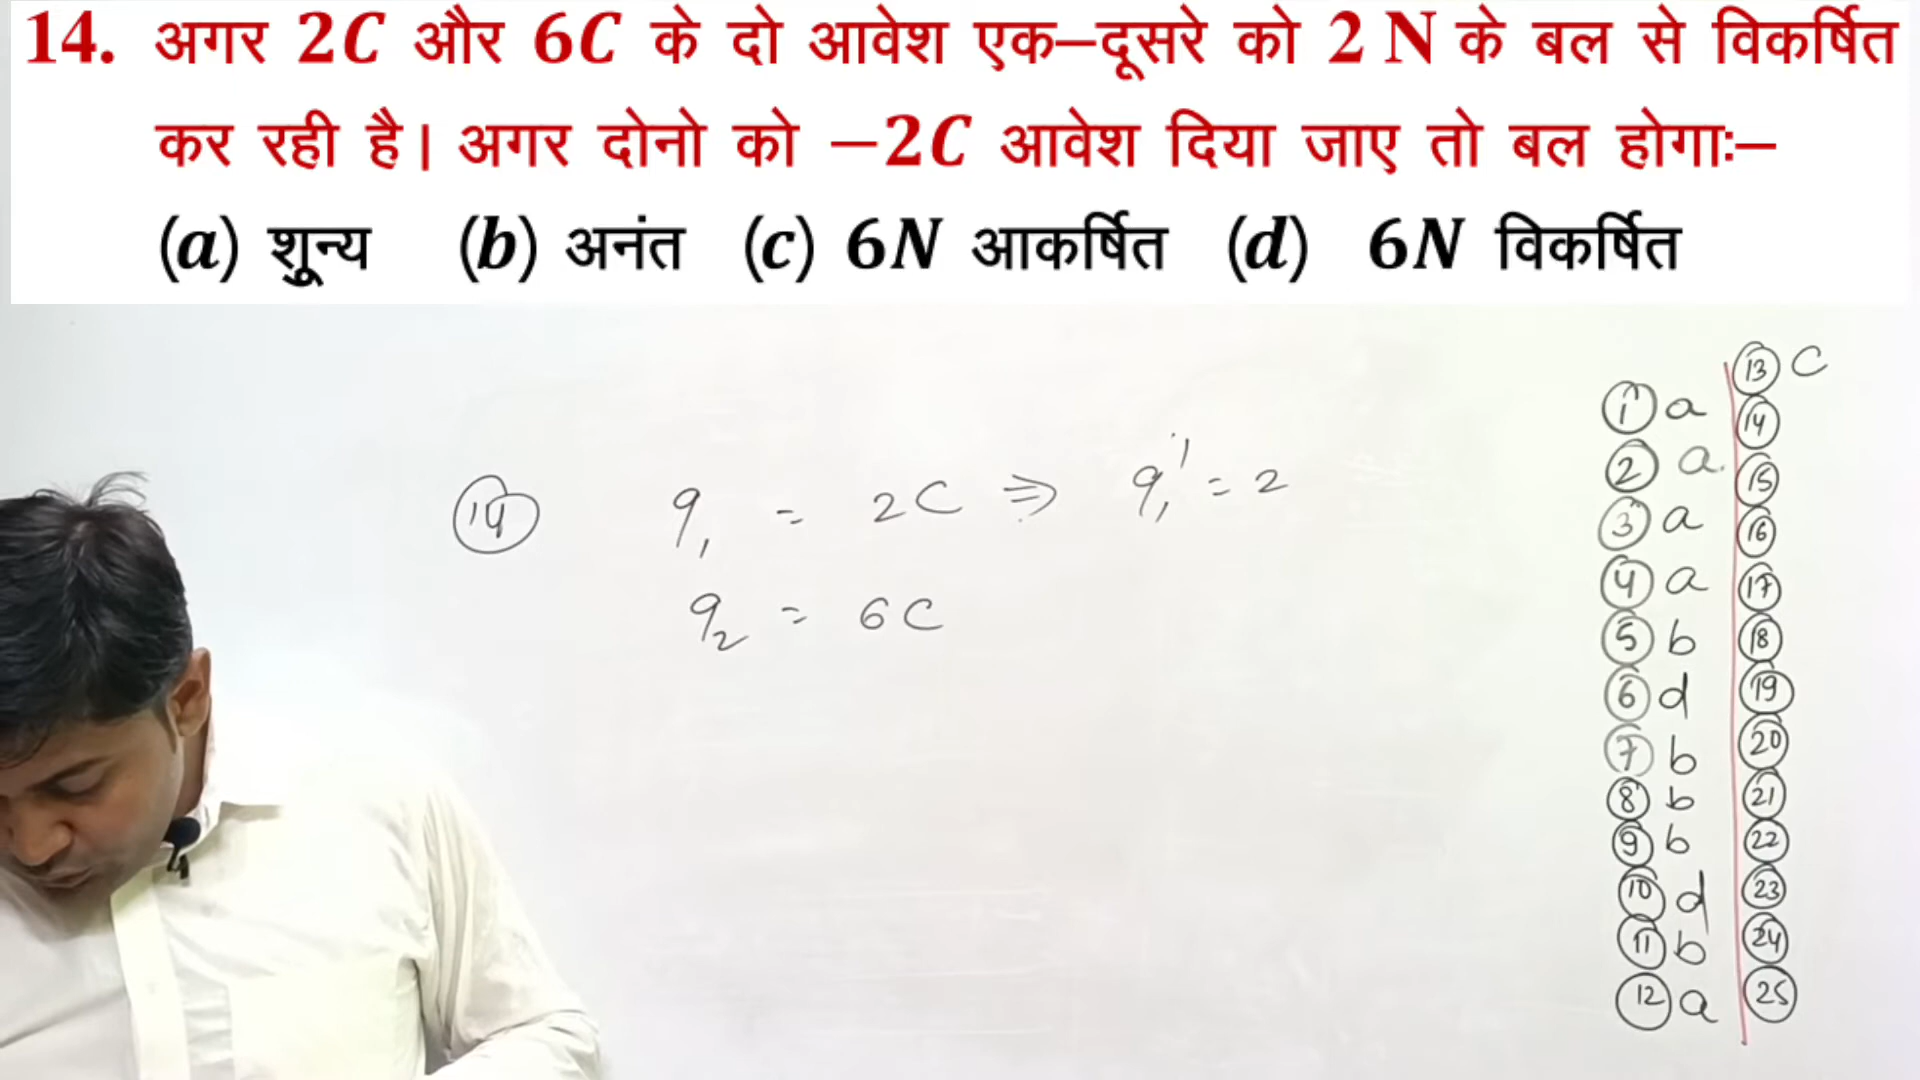 14. अगर 2C और 6C के दो आवेश एक–दूसरे को 2 N के बल से विकर्षित
कर रही है। अगर दोनो को –2C आवेश दिया जाए तो बल होगाः–
(a) शुून्य (b) अनंत (c) 6N आकर्षित (d) 6N विकर्षित
14 q₁ = 2C ⇒ q₁' = 2
q₂ = 6C
1 a
2 a.
3 a
4 a
5 b
6 d
7 b
8 b
9 b
10 d
11 b
12 a
13 C
14
15
16
17
18
19
20
21
22
23
24
25